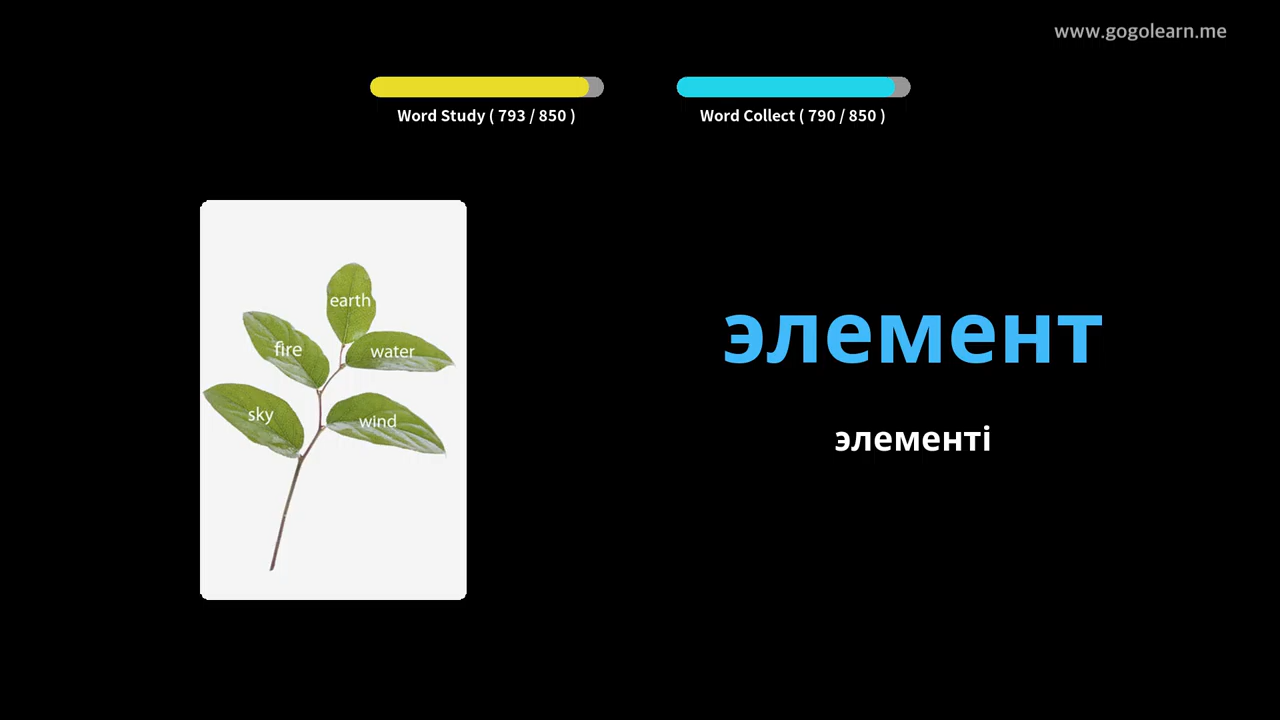 www.gogolearn.me
Word Study ( 793 / 850 )
Word Collect ( 790 / 850 )
earth
fire
water
sky
wind
элемент
элементі